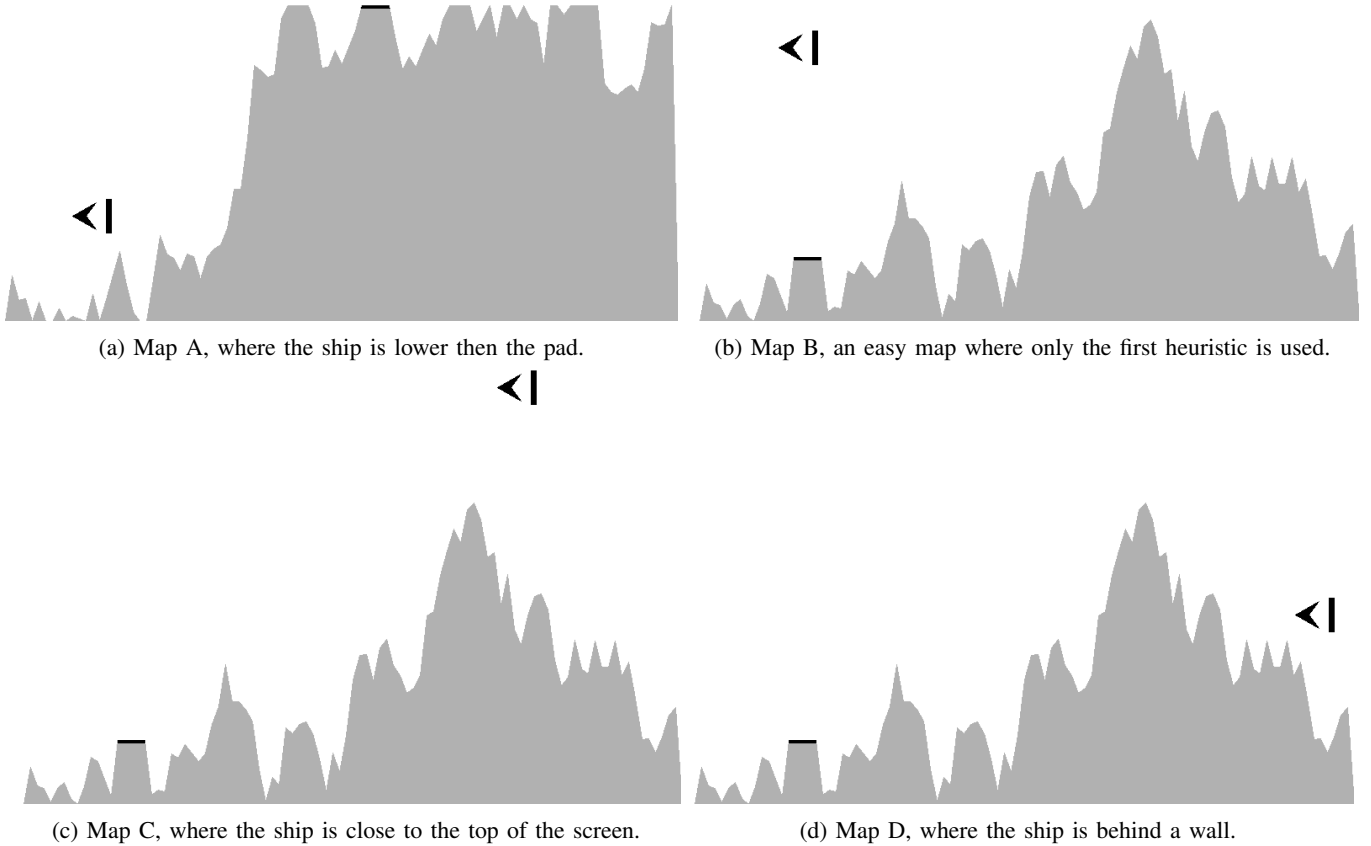 (a) Map A, where the ship is lower then the pad.
(b) Map B, an easy map where only the first heuristic is used.
(c) Map C, where the ship is close to the top of the screen.
(d) Map D, where the ship is behind a wall.